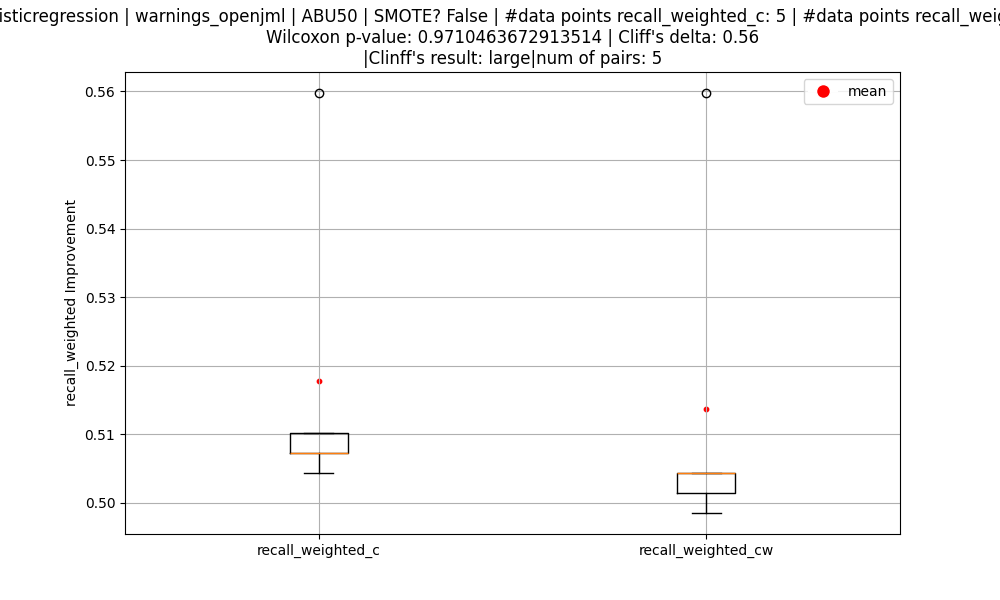 isticregression | warnings_openjml | ABU50 | SMOTE? False | #data points recall_weighted_c: 5 | #data points recall_wei
Wilcoxon p-value: 0.9710463672913514 | Cliff's delta: 0.56
|Clinff's result: large|num of pairs: 5
mean
0.56
0.55
0.54
0.53
0.52
0.51
0.50
recall_weighted Improvement
recall_weighted_c
recall_weighted_cw